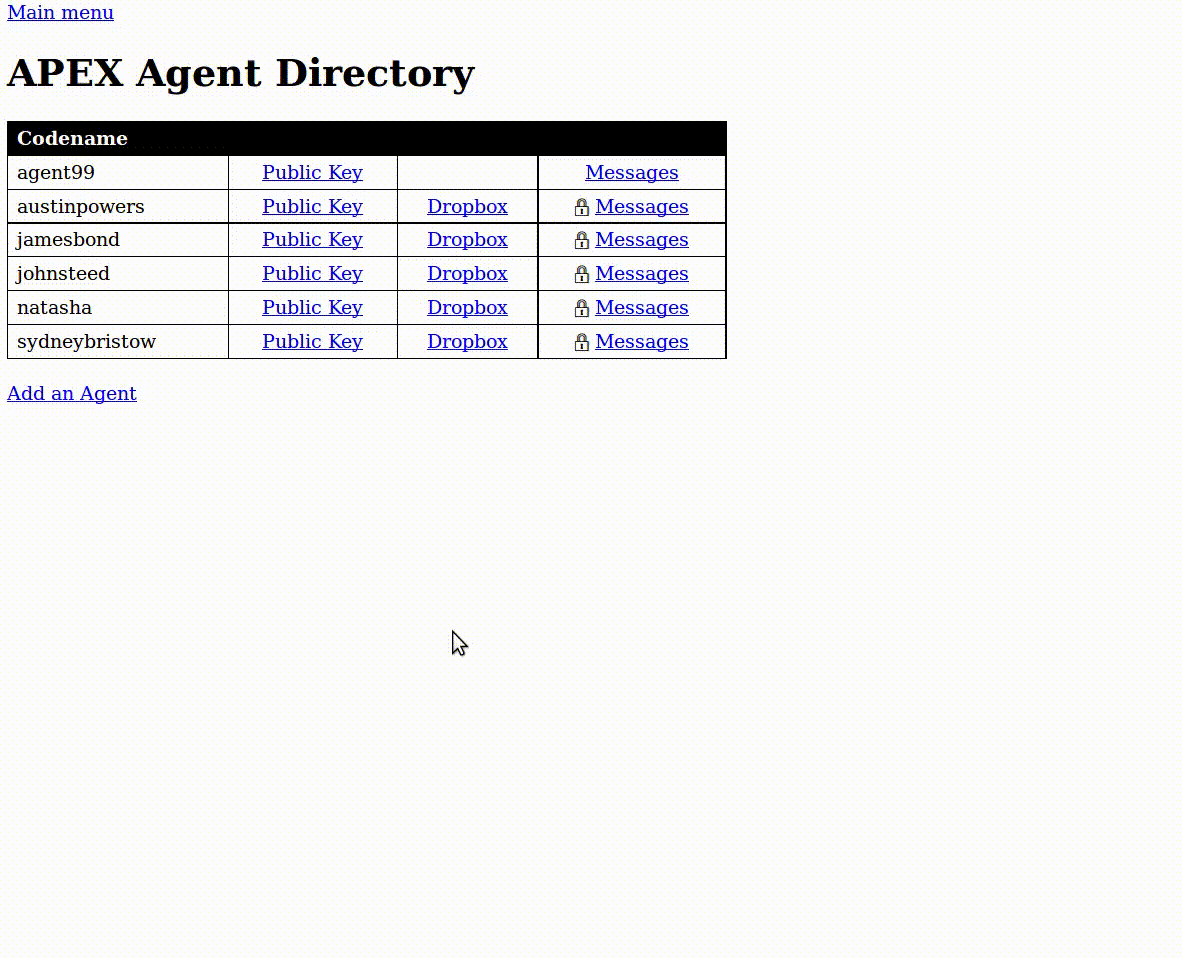 Main menu
APEX Agent Directory
Codename
agent99 Public Key Messages
austinpowers Public Key Dropbox Messages
jamesbond Public Key Dropbox Messages
johnsteed Public Key Dropbox Messages
natasha Public Key Dropbox Messages
sydneybristow Public Key Dropbox Messages
Add an Agent